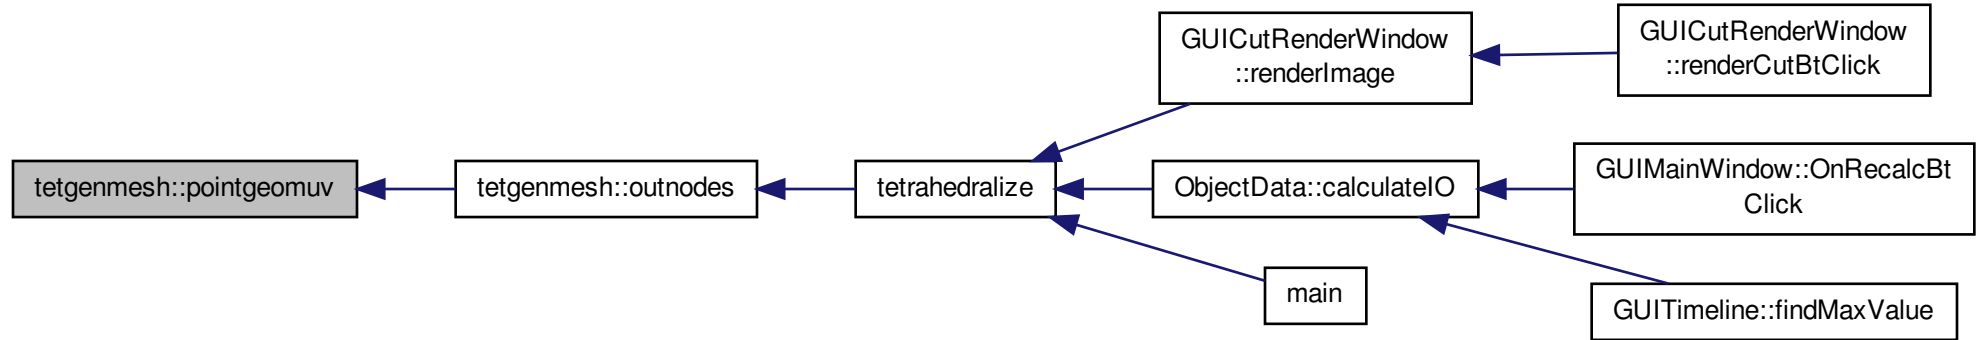 GUICutRenderWindow
::renderCutBtClick
GUICutRenderWindow
::renderImage
tetgenmesh::pointgeomuv
tetgenmesh::outnodes
tetrahedralize
ObjectData::calculateIO
GUIMainWindow::OnRecalcBt
Click
main
GUITimeline::findMaxValue